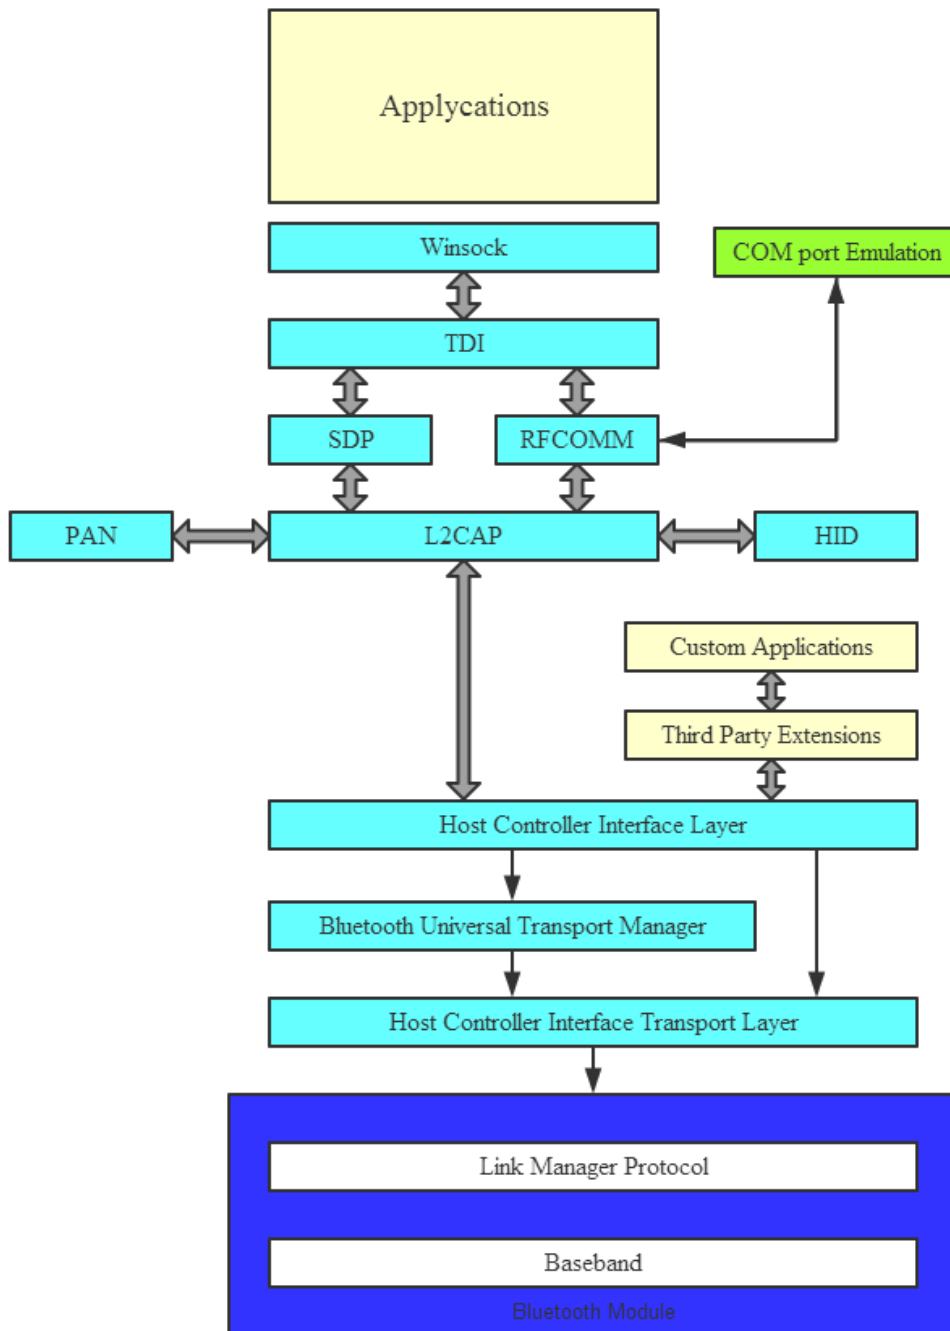 Applycations
Winsock
COM port Emulation
TDI
SDP
RFCOMM
PAN
L2CAP
HID
Custom Applications
Third Party Extensions
Host Controller Interface Layer
Bluetooth Universal Transport Manager
Host Controller Interface Transport Layer
Link Manager Protocol
Baseband
Bluetooth Module